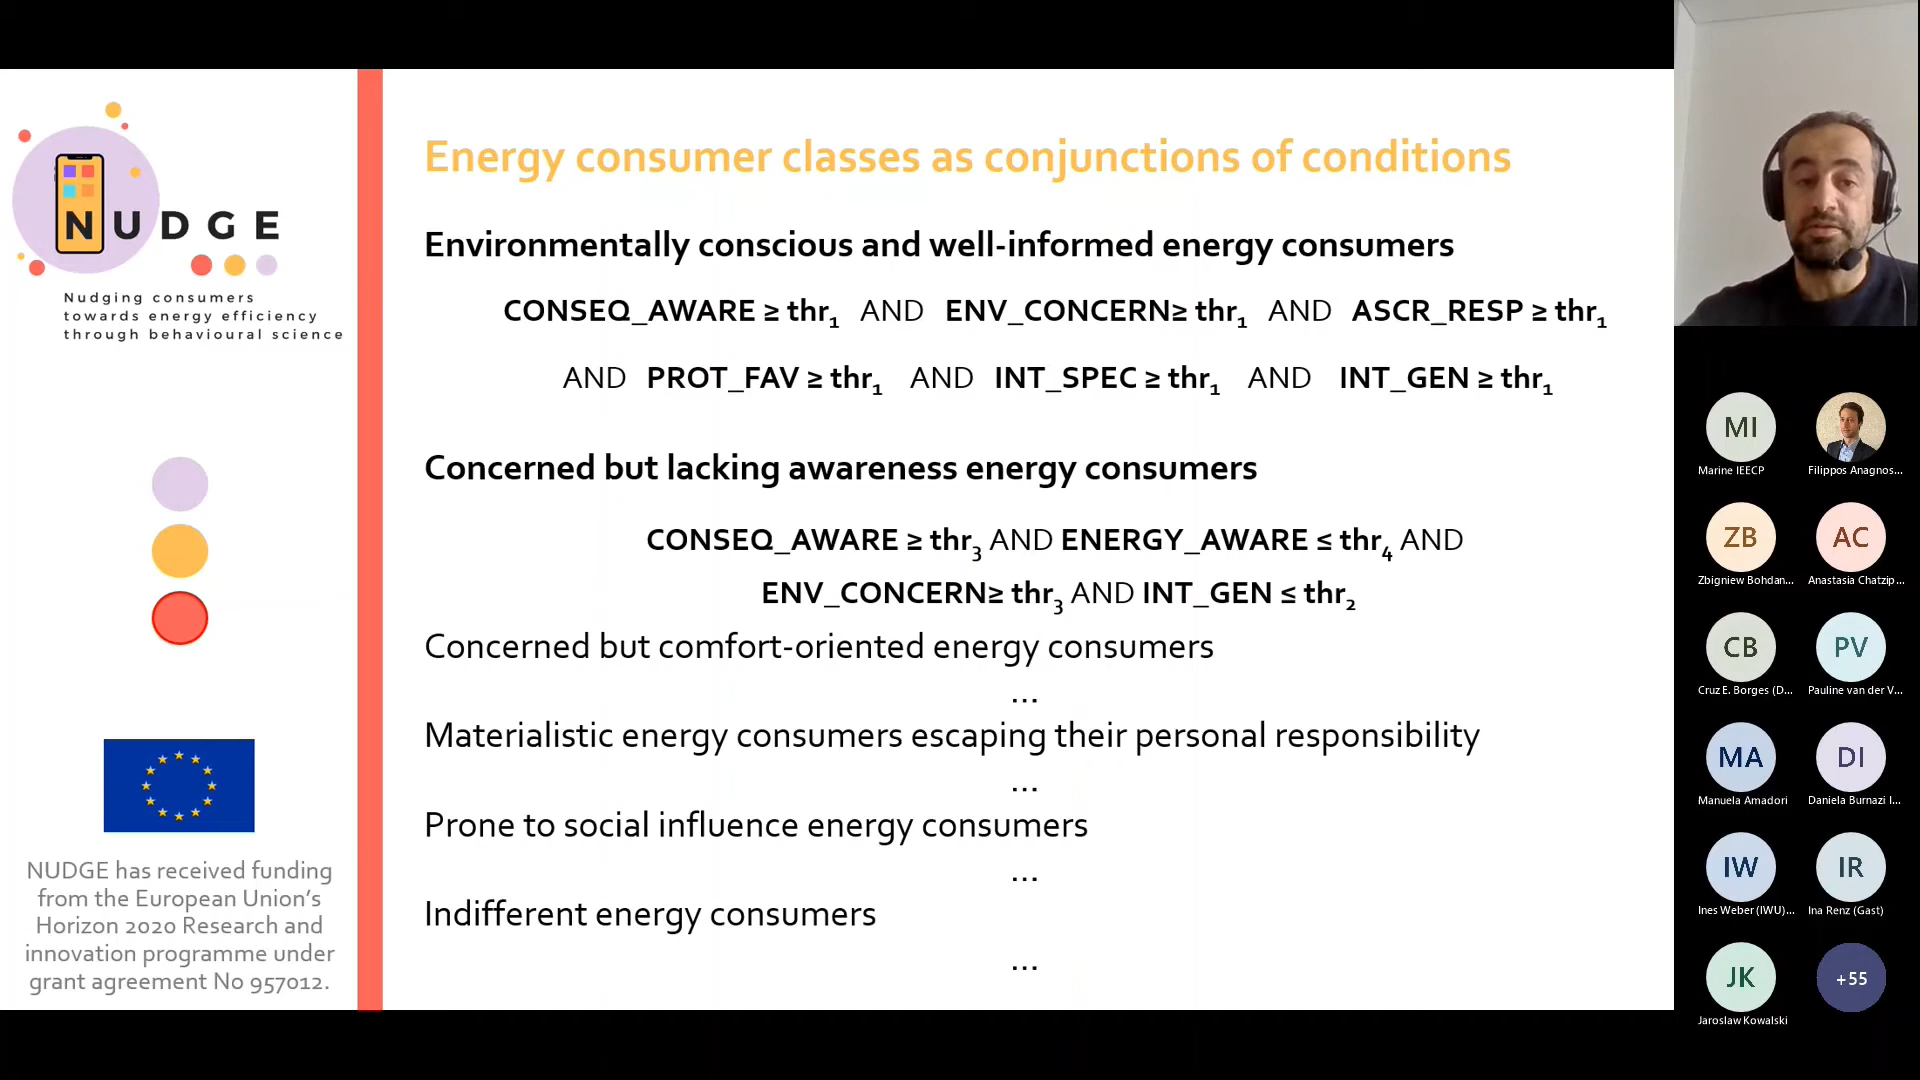 NUDGE
Nudging consumers
towards energy efficiency
through behavioural science
NUDGE has received funding
from the European Union's
Horizon 2020 Research and
innovation programme under
grant agreement No 957012.
Energy consumer classes as conjunctions of conditions
Environmentally conscious and well-informed energy consumers
CONSEQ_AWARE ≥ thr₁ AND ENV_CONCERN≥ thr₁ AND ASCR_RESP ≥ thr₁
AND PROT_FAV ≥ thr₁ AND INT_SPEC ≥ thr₁ AND INT_GEN ≥ thr₁
Concerned but lacking awareness energy consumers
CONSEQ_AWARE ≥ thr₃ AND ENERGY_AWARE ≤ thr₄ AND
ENV_CONCERN≥ thr₃ AND INT_GEN ≤ thr₂
Concerned but comfort-oriented energy consumers
...
Materialistic energy consumers escaping their personal responsibility
...
Prone to social influence energy consumers
...
Indifferent energy consumers
...
MI
Marine IEECP
Filippos Anagnos...
ZB
AC
Zbigniew Bohdan...
Anastasia Chatzip...
CB
PV
Cruz E. Borges (D...
Pauline van der V...
MA
DI
Manuela Amadori
Daniela Burnazi I...
IW
IR
Ines Weber (IWU)...
Ina Renz (Gast)
JK
+55
Jaroslaw Kowalski